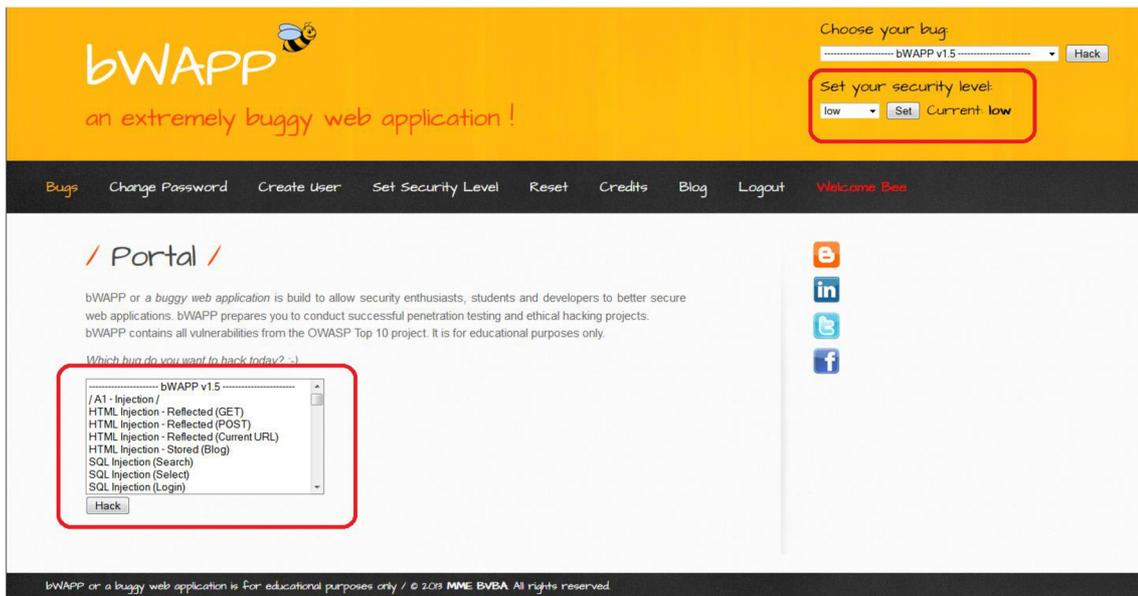 bWAPP
an extremely buggy web application !
Choose your bug:
---------------------- bWAPP v1.5 ----------------------- Hack
Set your security level:
low Set Current: low
Bugs Change Password Create User Set Security Level Reset Credits Blog Logout Welcome Bee
/ Portal /
bWAPP or a buggy web application is build to allow security enthusiasts, students and developers to better secure
web applications. bWAPP prepares you to conduct successful penetration testing and ethical hacking projects.
bWAPP contains all vulnerabilities from the OWASP Top 10 project. It is for educational purposes only.
Which bug do you want to hack today? :-)
---------------------- bWAPP v1.5 -----------------------
/ A1 - Injection /
HTML Injection - Reflected (GET)
HTML Injection - Reflected (POST)
HTML Injection - Reflected (Current URL)
HTML Injection - Stored (Blog)
SQL Injection (Search)
SQL Injection (Select)
SQL Injection (Login)
Hack
in
t
f
bWAPP or a buggy web application is for educational purposes only / © 2013 MME BVBA. All rights reserved.